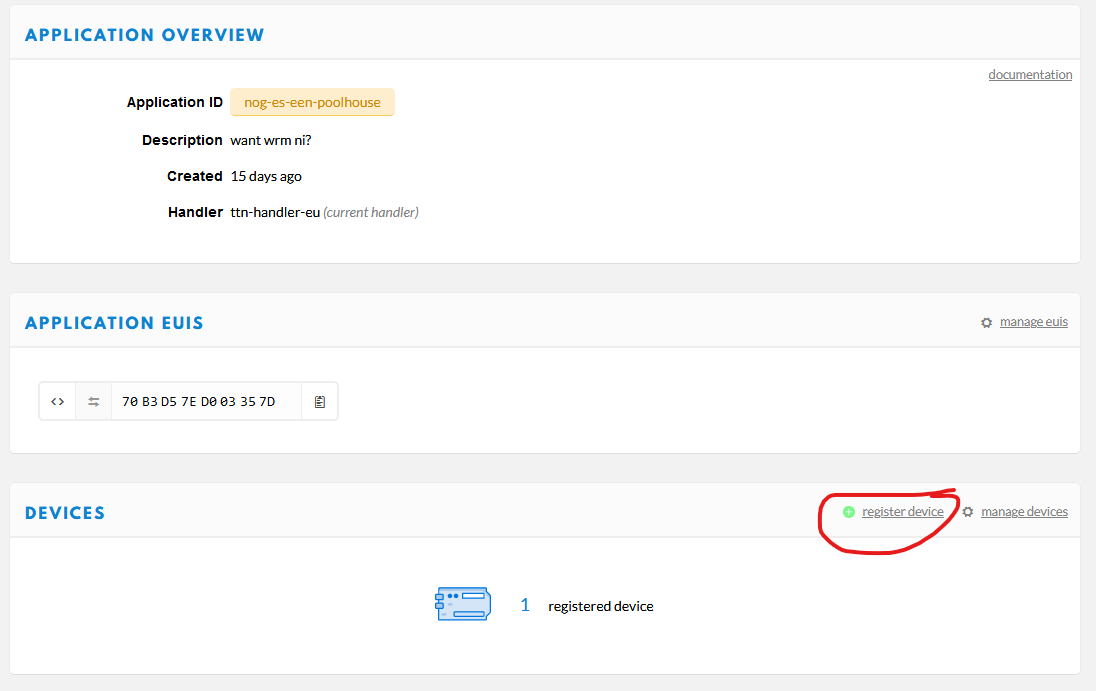 APPLICATION OVERVIEW
documentation
Application ID nog-es-een-poolhouse
Description want wrm ni?
Created 15 days ago
Handler ttn-handler-eu (current handler)
APPLICATION EUIS
manage euis
<> 70 B3 D5 7E D0 03 35 7D
DEVICES
register device manage devices
1 registered device